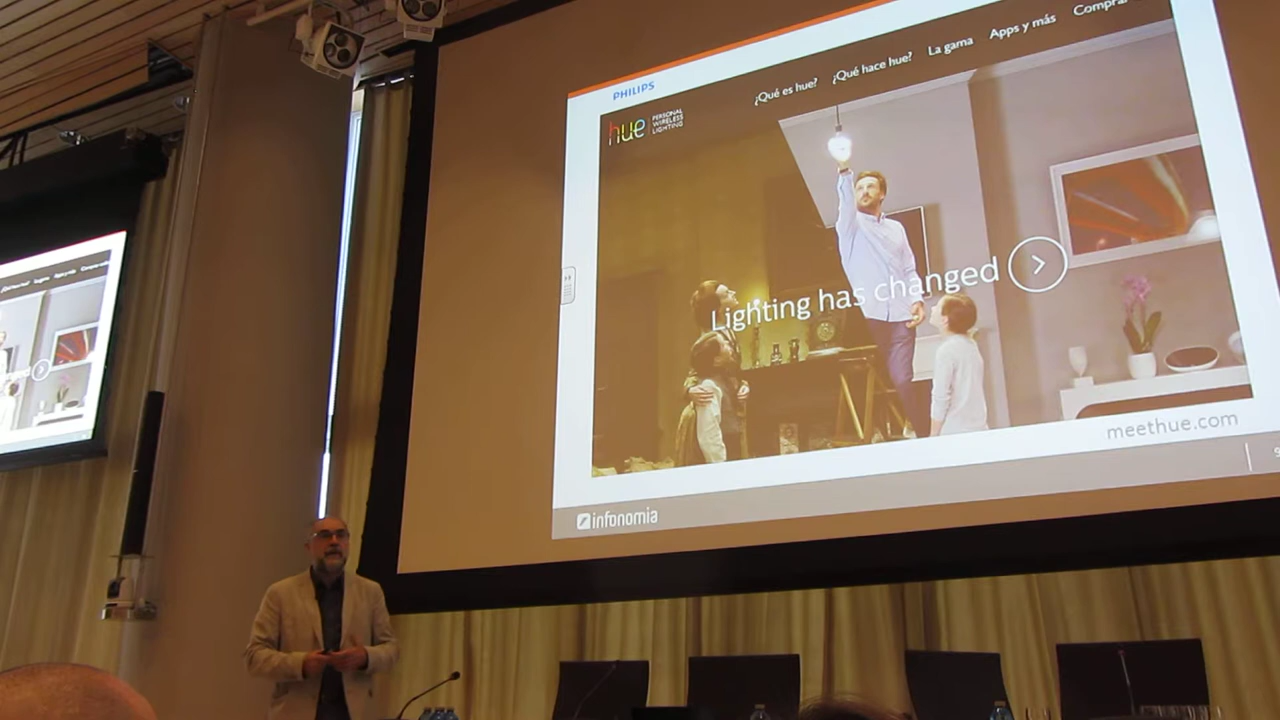 PHILIPS
hue
PERSONAL
WIRELESS
LIGHTING
¿Qué es hue? ¿Qué hace hue? La gama Apps y más Comprar
Lighting has changed
meethue.com
infonomia